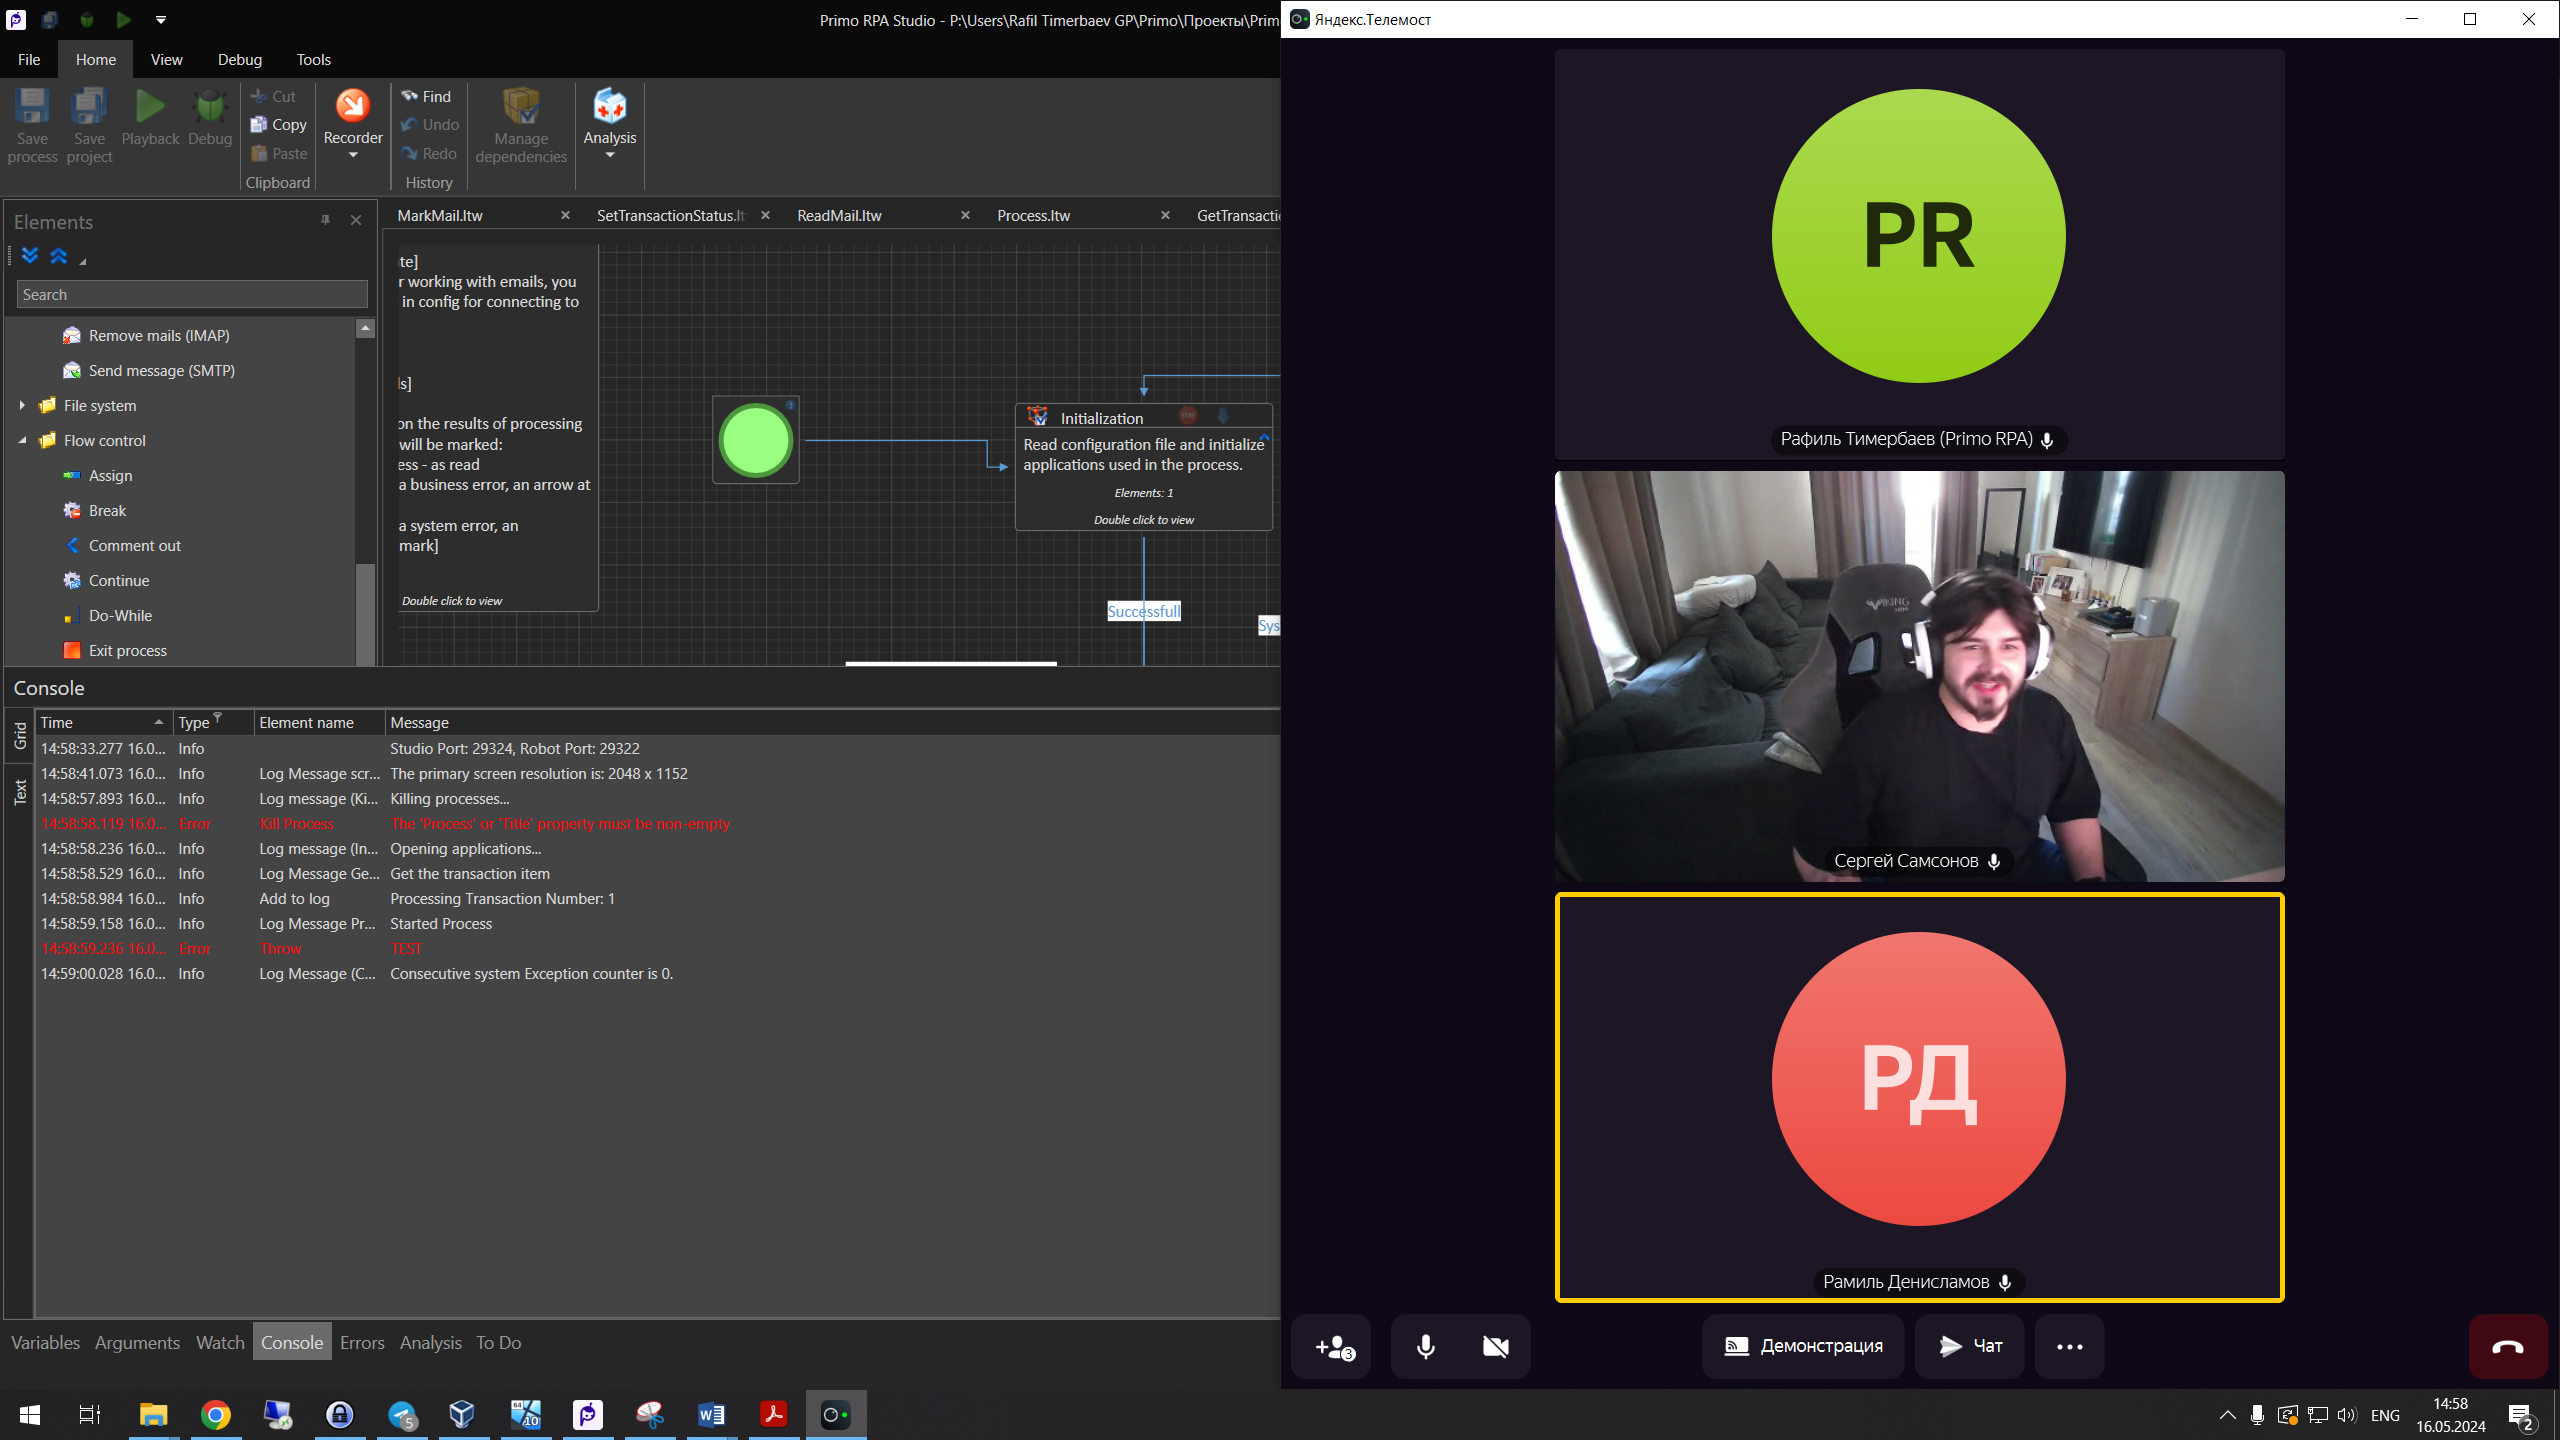 Primo RPA Studio - P:\Users\Rafil Timerbaev GP\Primo\Проекты\Primo
File Home View Debug Tools
Save process
Save project
Playback
Debug
Cut
Copy
Paste
Clipboard
Recorder
Find
Undo
Redo
History
Manage dependencies
Analysis
Elements
Search
Remove mails (IMAP)
Send message (SMTP)
File system
Flow control
Assign
Break
Comment out
Continue
Do-While
Exit process
MarkMail.ltw
SetTransactionStatus.lt
ReadMail.ltw
Process.ltw
GetTransacti
te]
r working with emails, you
in config for connecting to
ls]
on the results of processing
will be marked:
ess - as read
a business error, an arrow at
a system error, an
mark]
Double click to view
Initialization
STOP
Read configuration file and initialize
applications used in the process.
Elements: 1
Double click to view
Successfull
Sys
Console
Grid
Text
Time Type Element name Message
14:58:33.277 16.0... Info Studio Port: 29324, Robot Port: 29322
14:58:41.073 16.0... Info Log Message scr... The primary screen resolution is: 2048 x 1152
14:58:57.893 16.0... Info Log message (Ki... Killing processes...
14:58:58.119 16.0... Error Kill Process The 'Process' or 'Title' property must be non-empty
14:58:58.236 16.0... Info Log message (In... Opening applications...
14:58:58.529 16.0... Info Log Message Ge... Get the transaction item
14:58:58.984 16.0... Info Add to log Processing Transaction Number: 1
14:58:59.158 16.0... Info Log Message Pr... Started Process
14:58:59.236 16.0... Error Throw TEST
14:59:00.028 16.0... Info Log Message (C... Consecutive system Exception counter is 0.
Variables Arguments Watch Console Errors Analysis To Do
Яндекс.Телемост
PR
Рафиль Тимербаев (Primo RPA)
VIKING
Сергей Самсонов
РД
Рамиль Денисламов
3
Демонстрация
Чат
5
64
10
ENG
14:58
16.05.2024
2